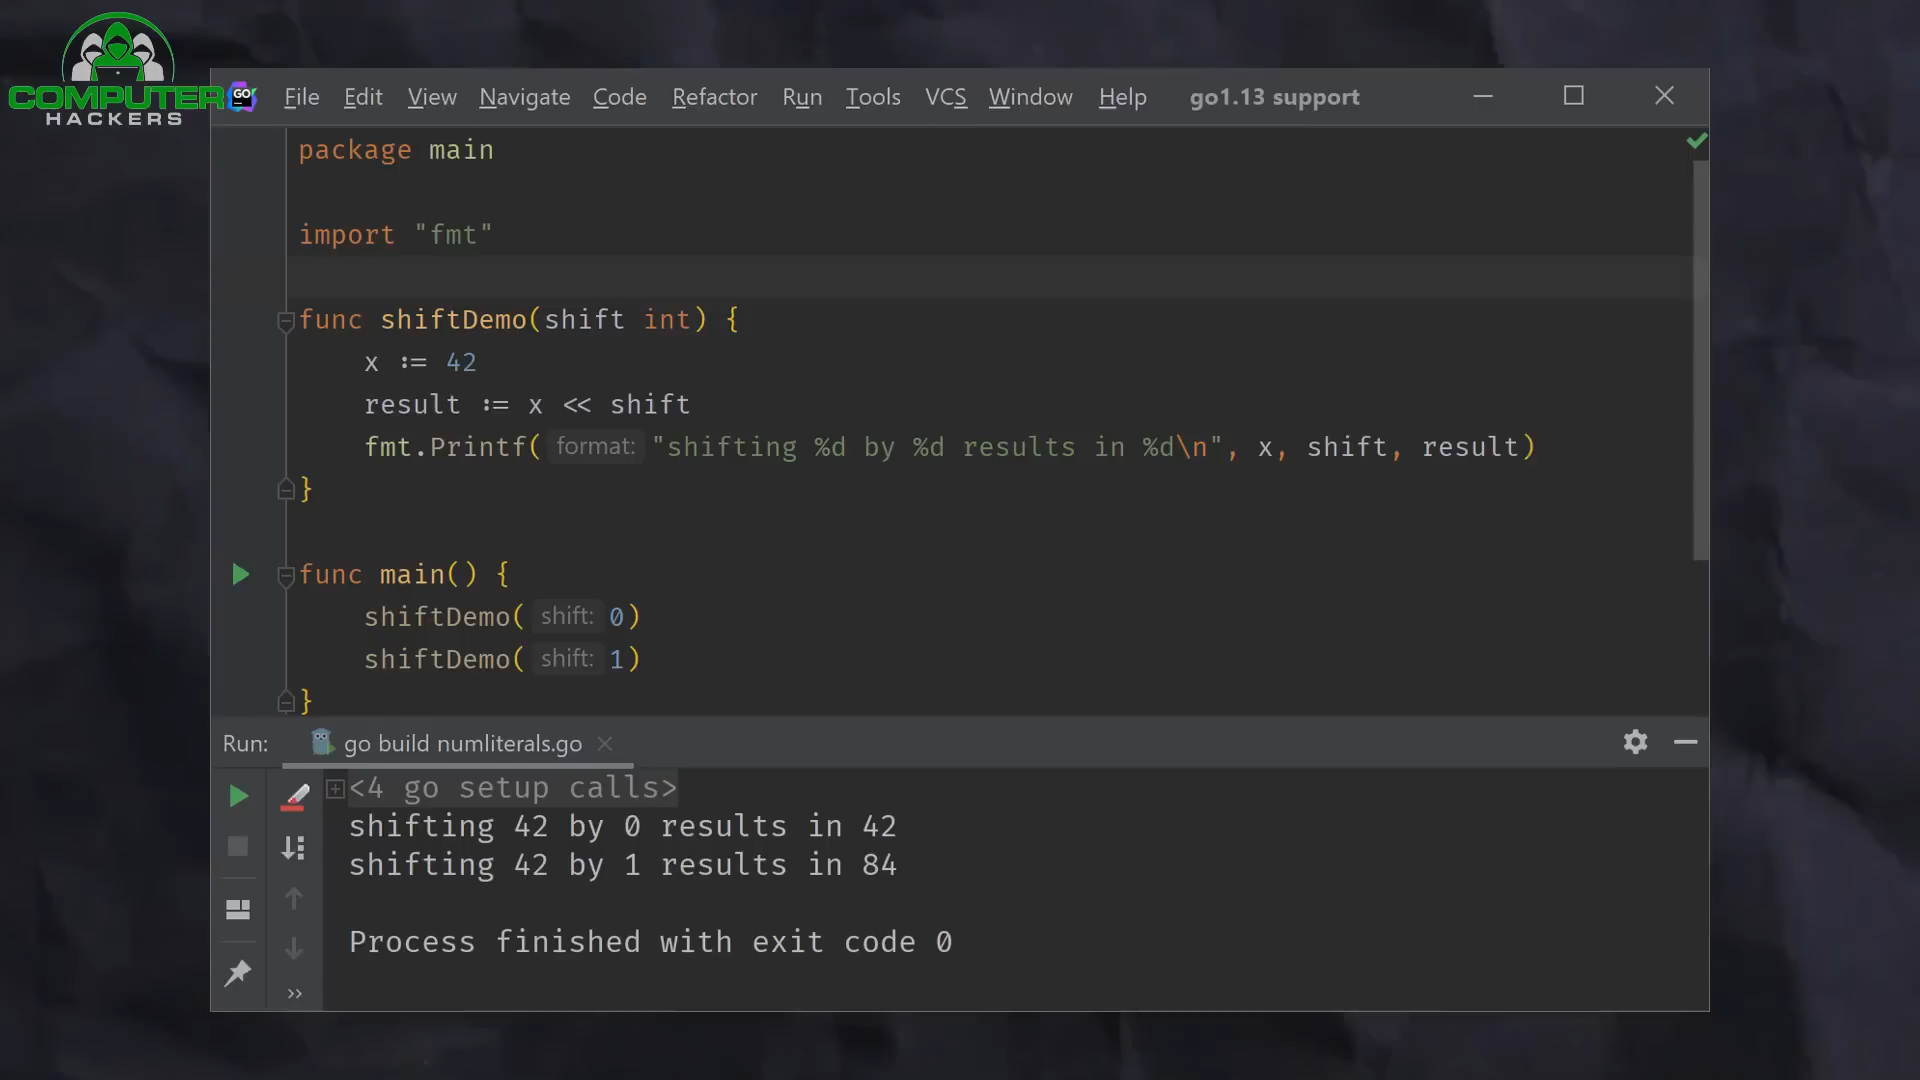 COMPUTER
HACKERS
GO File Edit View Navigate Code Refactor Run Tools VCS Window Help go1.13 support
package main
import "fmt"
func shiftDemo(shift int) {
x := 42
result := x << shift
fmt.Printf( format: "shifting %d by %d results in %d\n", x, shift, result)
}
func main() {
shiftDemo( shift: 0)
shiftDemo( shift: 1)
}
Run: go build numliterals.go
<4 go setup calls>
shifting 42 by 0 results in 42
shifting 42 by 1 results in 84
Process finished with exit code 0